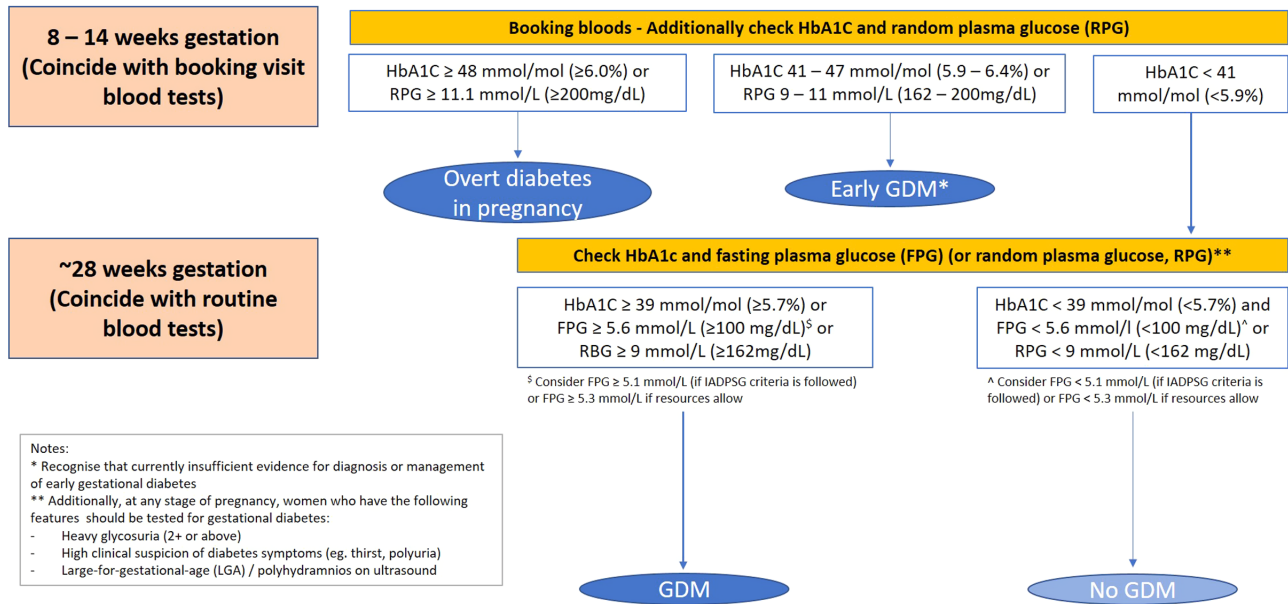 8 – 14 weeks gestation
(Coincide with booking visit
blood tests)
Booking bloods - Additionally check HbA1C and random plasma glucose (RPG)
HbA1C ≥ 48 mmol/mol (≥6.0%) or
RPG ≥ 11.1 mmol/L (≥200mg/dL)
HbA1C 41 – 47 mmol/mol (5.9 – 6.4%) or
RPG 9 – 11 mmol/L (162 – 200mg/dL)
HbA1C < 41
mmol/mol (<5.9%)
Overt diabetes
in pregnancy
Early GDM*
~28 weeks gestation
(Coincide with routine
blood tests)
Check HbA1c and fasting plasma glucose (FPG) (or random plasma glucose, RPG)**
HbA1C ≥ 39 mmol/mol (≥5.7%) or
FPG ≥ 5.6 mmol/L (≥100 mg/dL)$ or
RBG ≥ 9 mmol/L (≥162mg/dL)
HbA1C < 39 mmol/mol (<5.7%) and
FPG < 5.6 mmol/l (<100 mg/dL)^ or
RPG < 9 mmol/L (<162 mg/dL)
$ Consider FPG ≥ 5.1 mmol/L (if IADPSG criteria is followed)
or FPG ≥ 5.3 mmol/L if resources allow
^ Consider FPG < 5.1 mmol/L (if IADPSG criteria is
followed) or FPG < 5.3 mmol/L if resources allow
Notes:
* Recognise that currently insufficient evidence for diagnosis or management
of early gestational diabetes
** Additionally, at any stage of pregnancy, women who have the following
features should be tested for gestational diabetes:
- Heavy glycosuria (2+ or above)
- High clinical suspicion of diabetes symptoms (eg. thirst, polyuria)
- Large-for-gestational-age (LGA) / polyhydramnios on ultrasound
GDM
No GDM